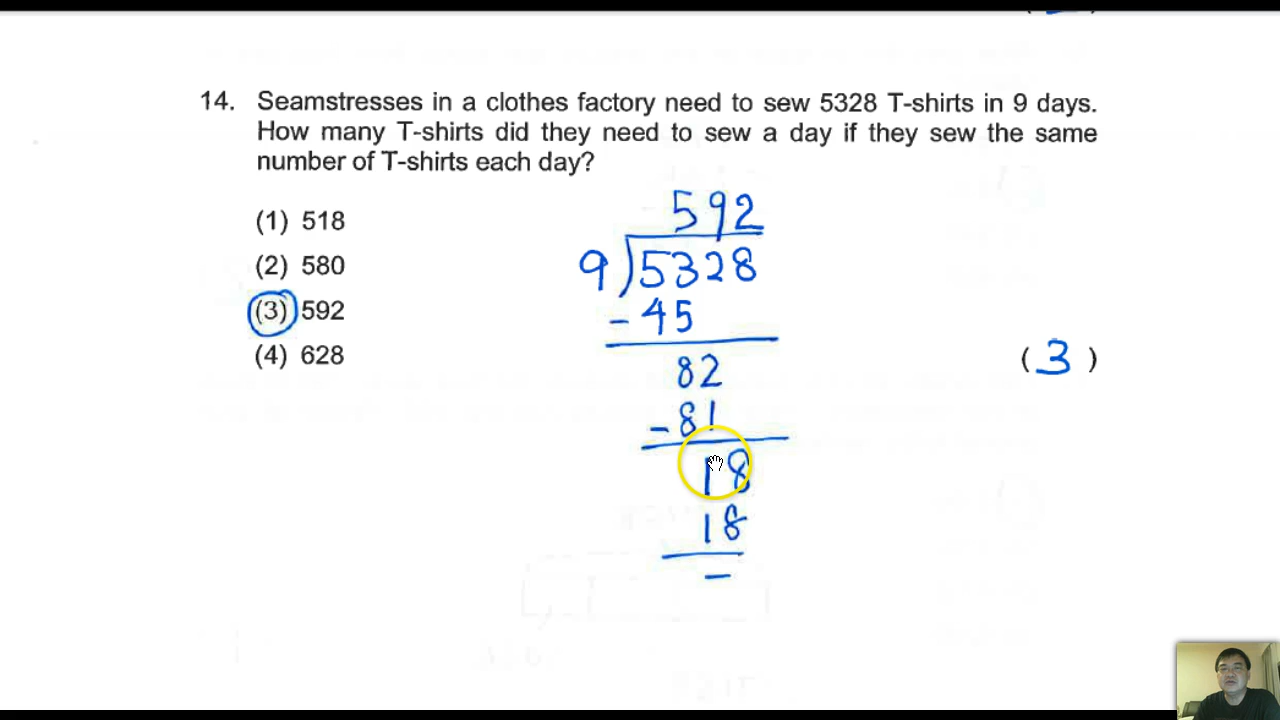 14. Seamstresses in a clothes factory need to sew 5328 T-shirts in 9 days.
How many T-shirts did they need to sew a day if they sew the same
number of T-shirts each day?
(1) 518
(2) 580
(3) 592
(4) 628
592
9 ) 5328
- 45
82
- 81
18
18
-
( 3 )